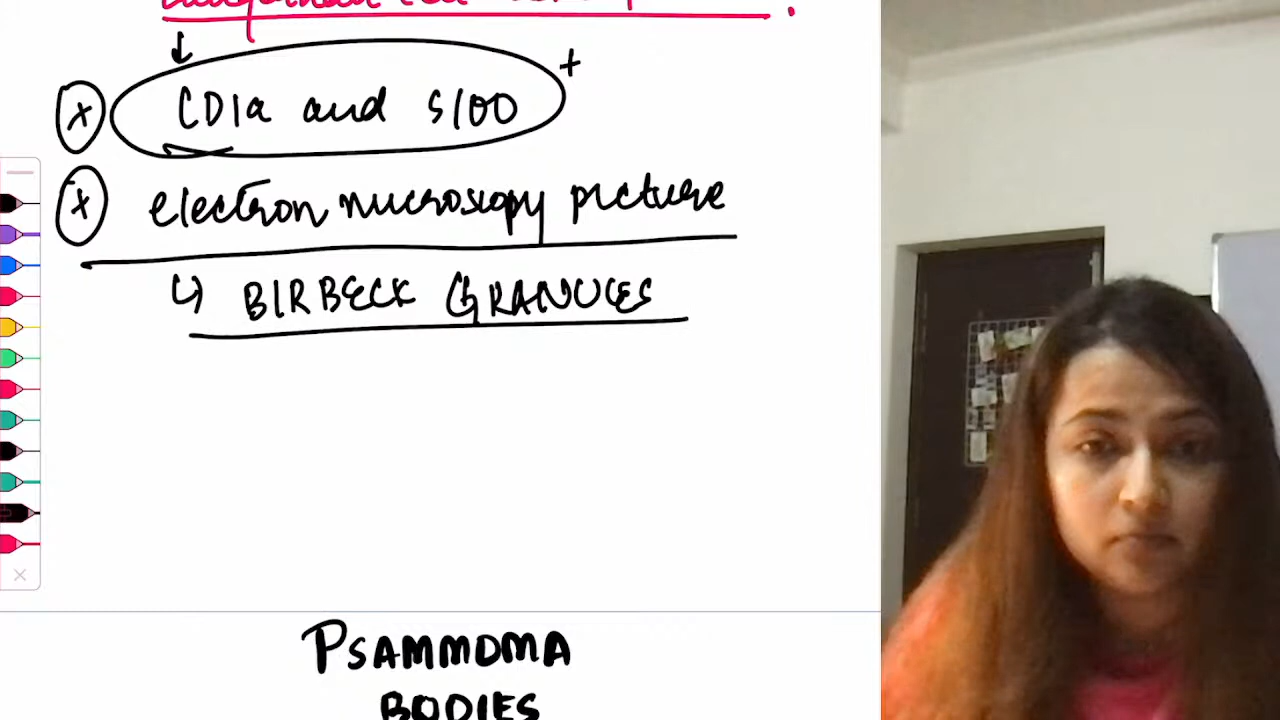 CD1a and S100 +
electron microscopy picture
↳ BIRBECK GRANULES
PSAMMOMA
BODIES